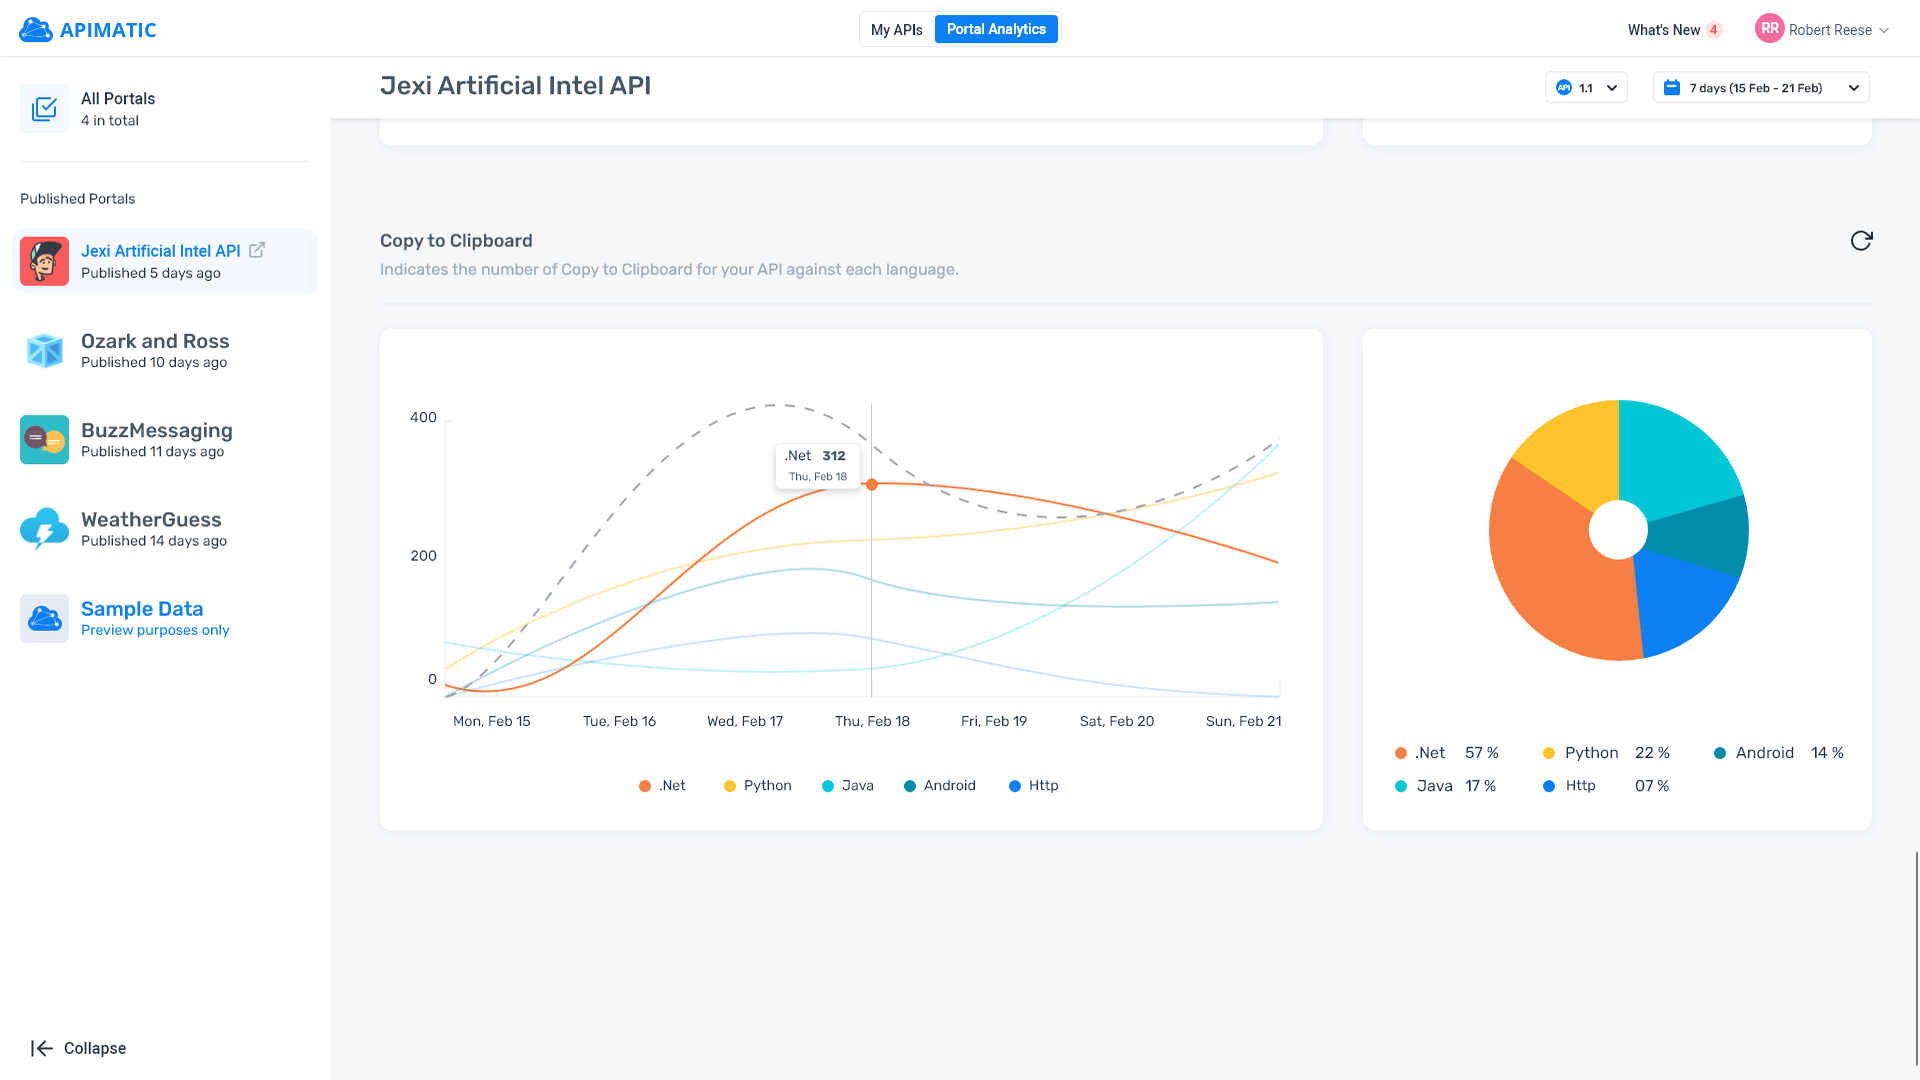 APIMATIC
My APIs
Portal Analytics
What's New 4
RR Robert Reese
All Portals
4 in total
Published Portals
Jexi Artificial Intel API
Published 5 days ago
Ozark and Ross
Published 10 days ago
BuzzMessaging
Published 11 days ago
WeatherGuess
Published 14 days ago
Sample Data
Preview purposes only
Collapse
Jexi Artificial Intel API
API 1.1
7 days (15 Feb - 21 Feb)
Copy to Clipboard
Indicates the number of Copy to Clipboard for your API against each language.
400
200
0
.Net 312
Thu, Feb 18
Mon, Feb 15 Tue, Feb 16 Wed, Feb 17 Thu, Feb 18 Fri, Feb 19 Sat, Feb 20 Sun, Feb 21
.Net Python Java Android Http
.Net 57 % Python 22 % Android 14 %
Java 17 % Http 07 %